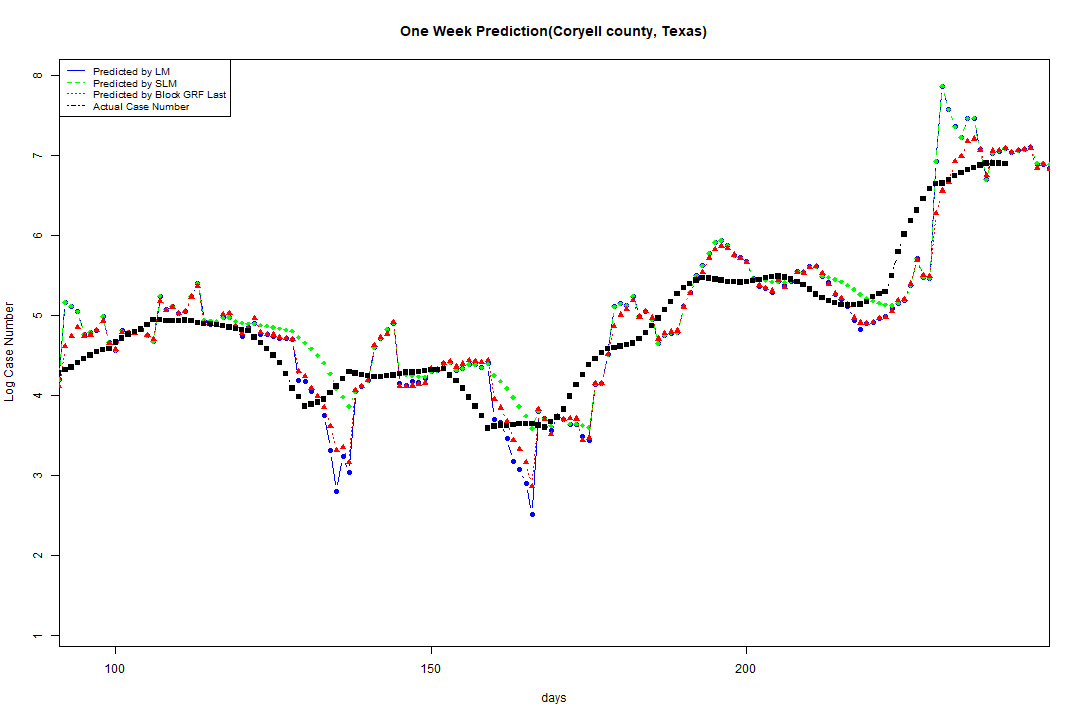 One Week Prediction(Coryell county, Texas)
Predicted by LM
Predicted by SLM
Predicted by Block GRF Last
Actual Case Number
8
7
6
5
4
3
2
1
Log Case Number
100 150 200
days